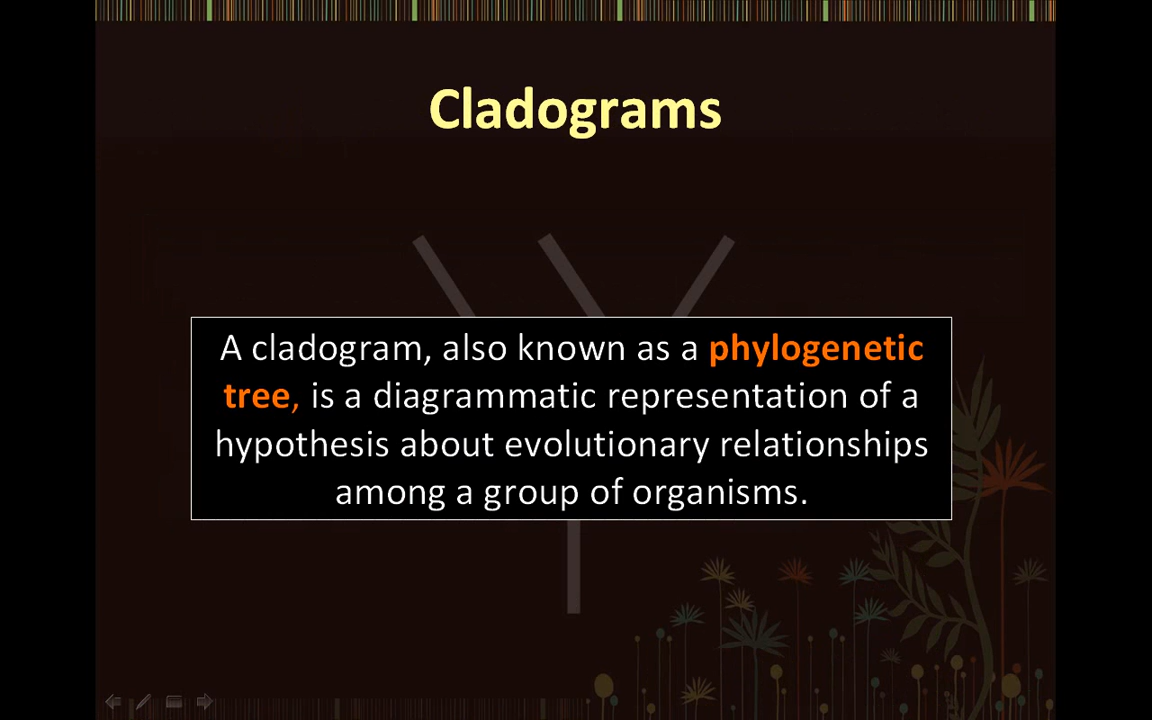 Cladograms
A cladogram, also known as a phylogenetic
tree, is a diagrammatic representation of a
hypothesis about evolutionary relationships
among a group of organisms.